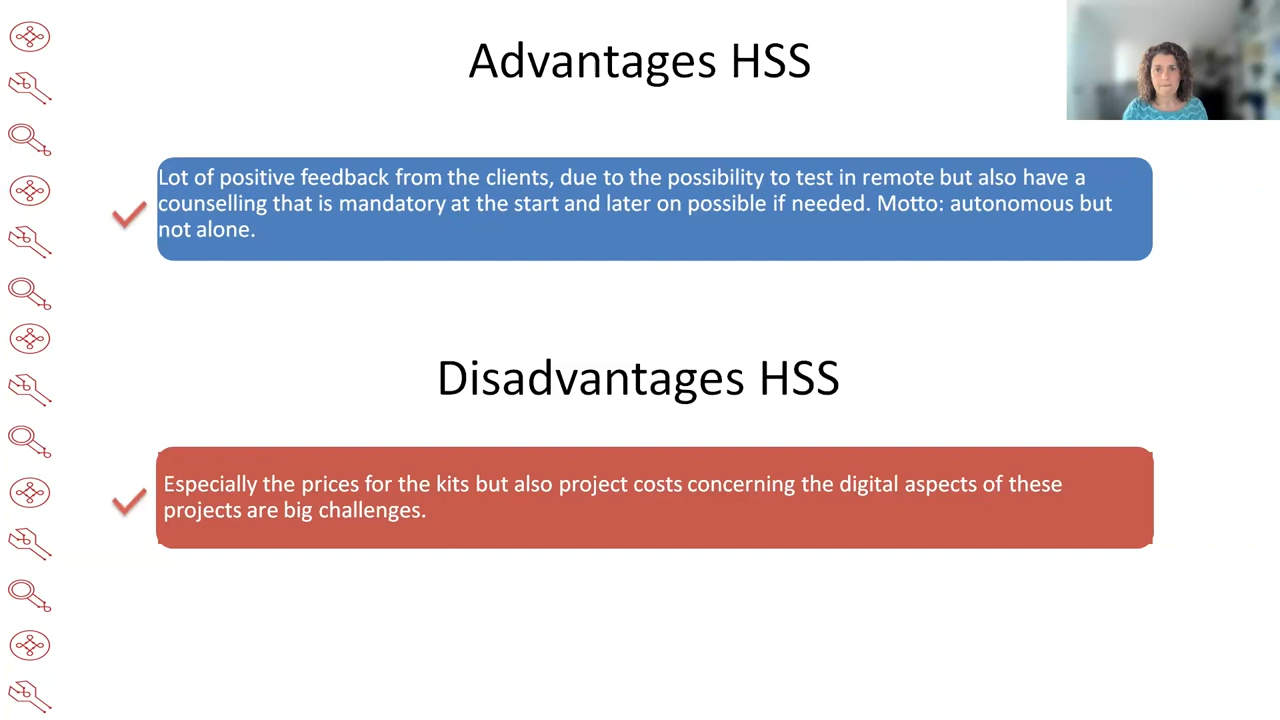 Advantages HSS
Lot of positive feedback from the clients, due to the possibility to test in remote but also have a
counselling that is mandatory at the start and later on possible if needed. Motto: autonomous but
not alone.
Disadvantages HSS
Especially the prices for the kits but also project costs concerning the digital aspects of these
projects are big challenges.